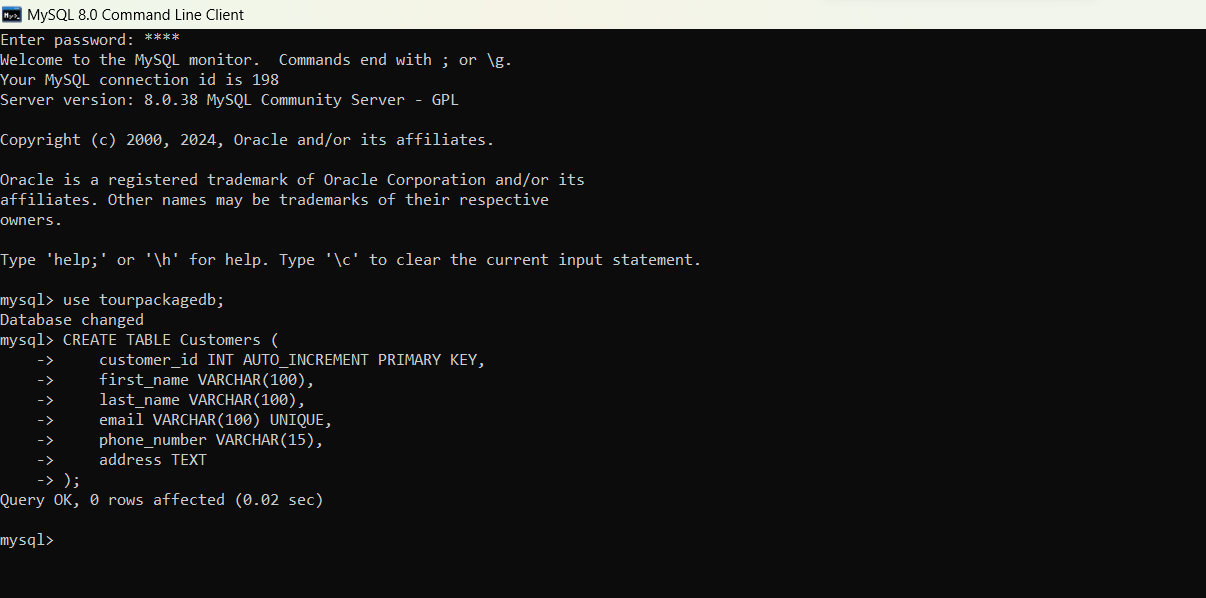 MySQL 8.0 Command Line Client
Enter password: ****
Welcome to the MySQL monitor.  Commands end with ; or \g.
Your MySQL connection id is 198
Server version: 8.0.38 MySQL Community Server - GPL
Copyright (c) 2000, 2024, Oracle and/or its affiliates.
Oracle is a registered trademark of Oracle Corporation and/or its
affiliates. Other names may be trademarks of their respective
owners.
Type 'help;' or '\h' for help. Type '\c' to clear the current input statement.
mysql> use tourpackagedb;
Database changed
mysql> CREATE TABLE Customers (
    ->     customer_id INT AUTO_INCREMENT PRIMARY KEY,
    ->     first_name VARCHAR(100),
    ->     last_name VARCHAR(100),
    ->     email VARCHAR(100) UNIQUE,
    ->     phone_number VARCHAR(15),
    ->     address TEXT
    -> );
Query OK, 0 rows affected (0.02 sec)
mysql>